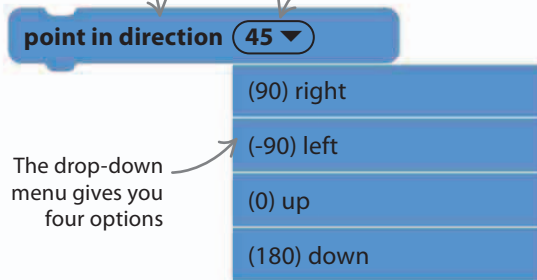 point in direction 45
(90) right
(-90) left
The drop-down
menu gives you
four options
(0) up
(180) down